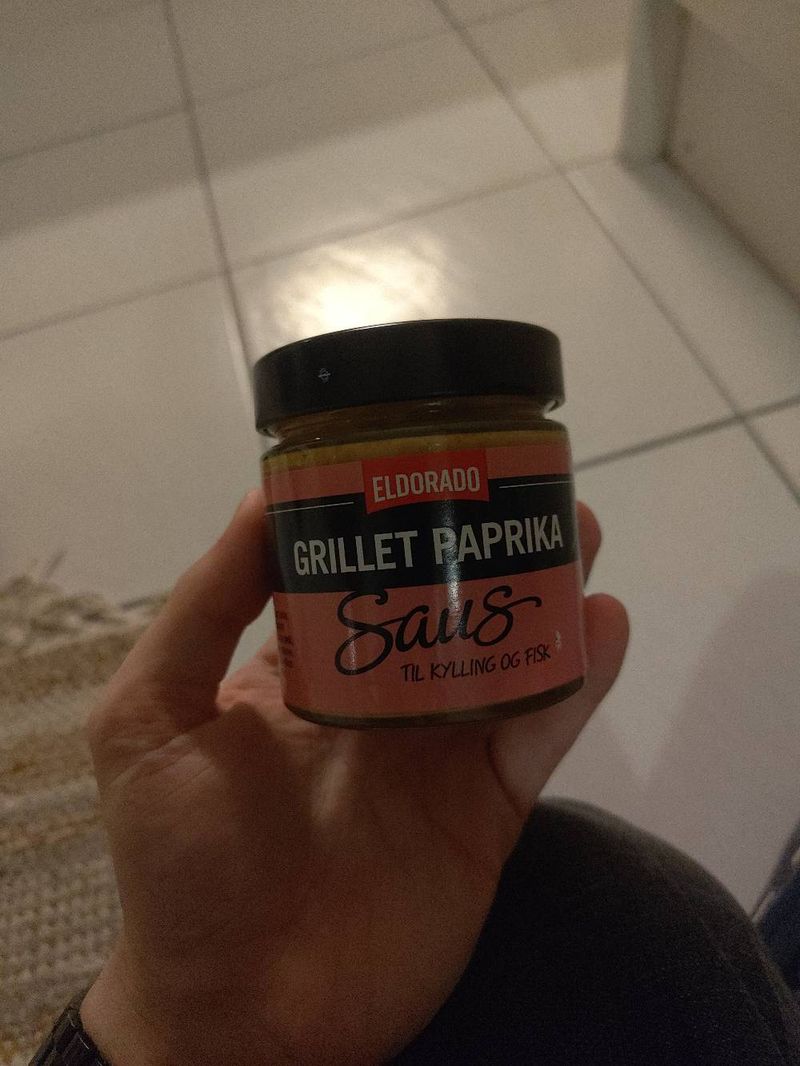 ELDORADO
GRILLET PAPRIKA
Saus
TIL KYLLING OG FISK